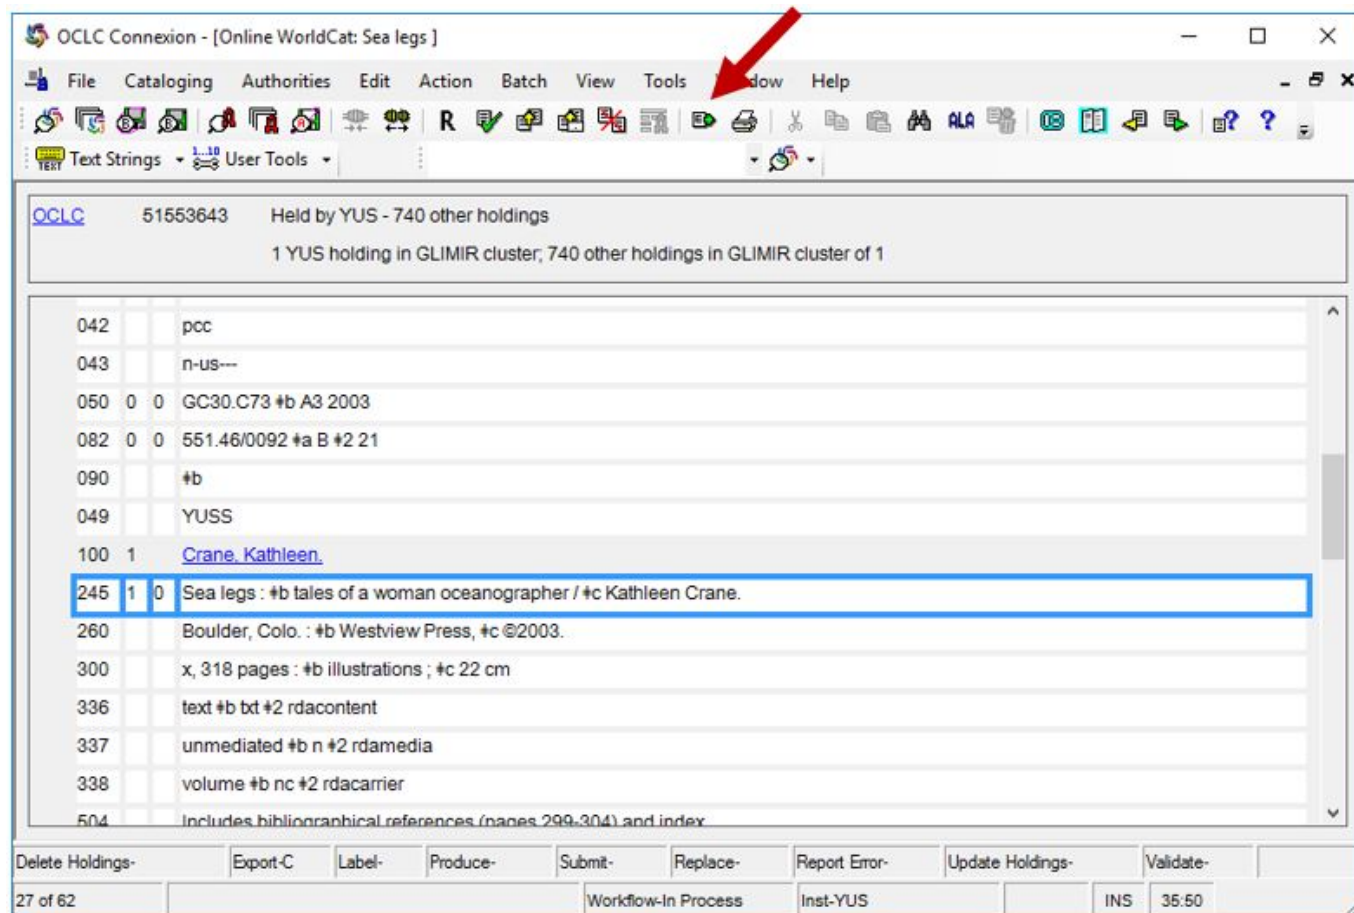 OCLC Connexion - [Online WorldCat: Sea legs ]
File Cataloging Authorities Edit Action Batch View Tools dow Help
R ALA
TEXT Text Strings 1...10 User Tools
OCLC 51553643 Held by YUS - 740 other holdings
1 YUS holding in GLIMIR cluster; 740 other holdings in GLIMIR cluster of 1
042 pcc
043 n-us---
050 0 0 GC30.C73 ǂb A3 2003
082 0 0 551.46/0092 ǂa B ǂ2 21
090 ǂb
049 YUSS
100 1 Crane, Kathleen.
245 1 0 Sea legs : ǂb tales of a woman oceanographer / ǂc Kathleen Crane.
260 Boulder, Colo. : ǂb Westview Press, ǂc ©2003.
300 x, 318 pages : ǂb illustrations ; ǂc 22 cm
336 text ǂb txt ǂ2 rdacontent
337 unmediated ǂb n ǂ2 rdamedia
338 volume ǂb nc ǂ2 rdacarrier
504 Includes bibliographical references (pages 299-304) and index
Delete Holdings- Export-C Label- Produce- Submit- Replace- Report Error- Update Holdings- Validate-
27 of 62 Workflow-In Process Inst-YUS INS 35:50